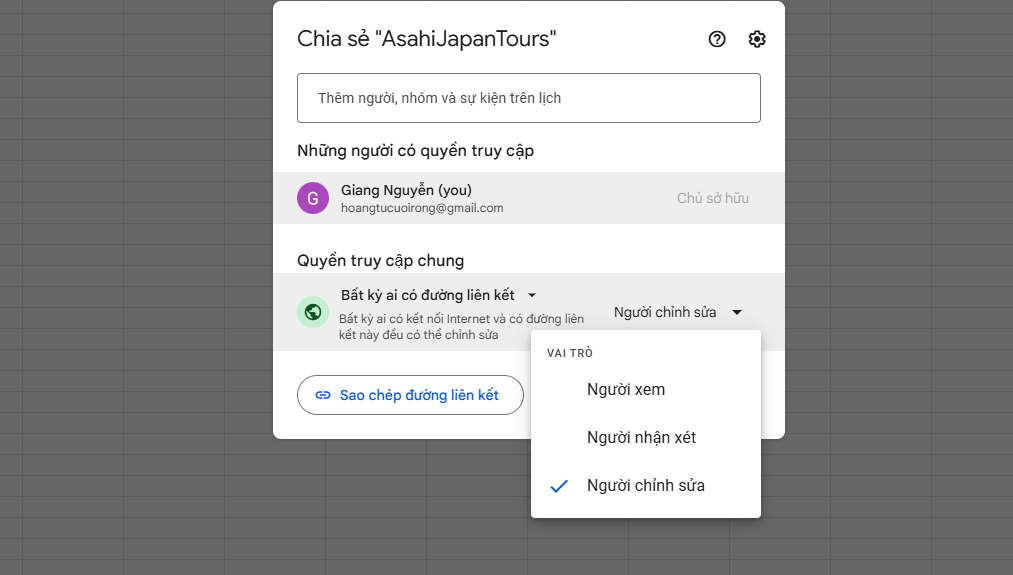 Chia sẻ "AsahiJapanTours"
Thêm người, nhóm và sự kiện trên lịch
Những người có quyền truy cập
G
Giang Nguyễn (you)
hoangtucuoirong@gmail.com
Chủ sở hữu
Quyền truy cập chung
Bất kỳ ai có đường liên kết
Bất kỳ ai có kết nối Internet và có đường liên
kết này đều có thể chỉnh sửa
Người chỉnh sửa
VAI TRÒ
Người xem
Người nhận xét
Người chỉnh sửa
Sao chép đường liên kết